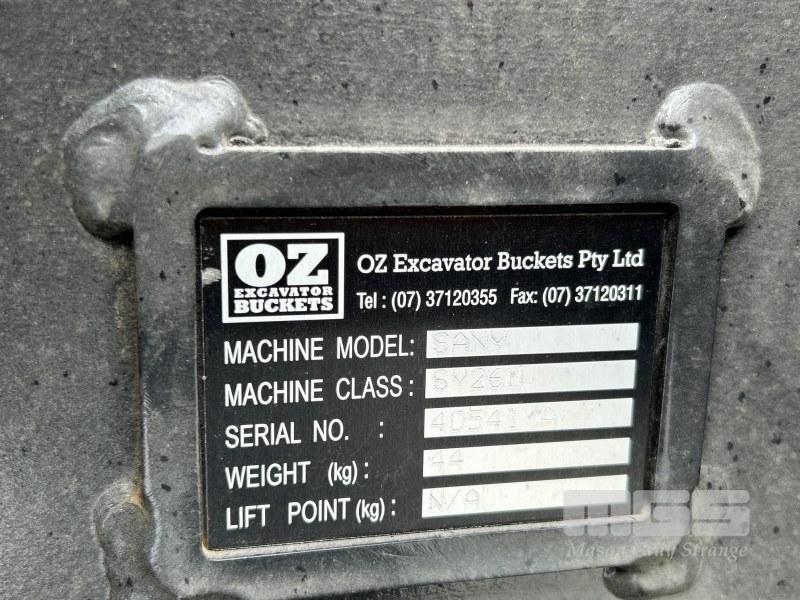 OZ
EXCAVATOR
BUCKETS
OZ Excavator Buckets Pty Ltd
Tel : (07) 37120355 Fax: (07) 37120311
MACHINE MODEL: SANY
MACHINE CLASS :
SERIAL NO. :
WEIGHT (kg) : 44
LIFT POINT (kg) : N/A
MGS
Mason Gray Strange